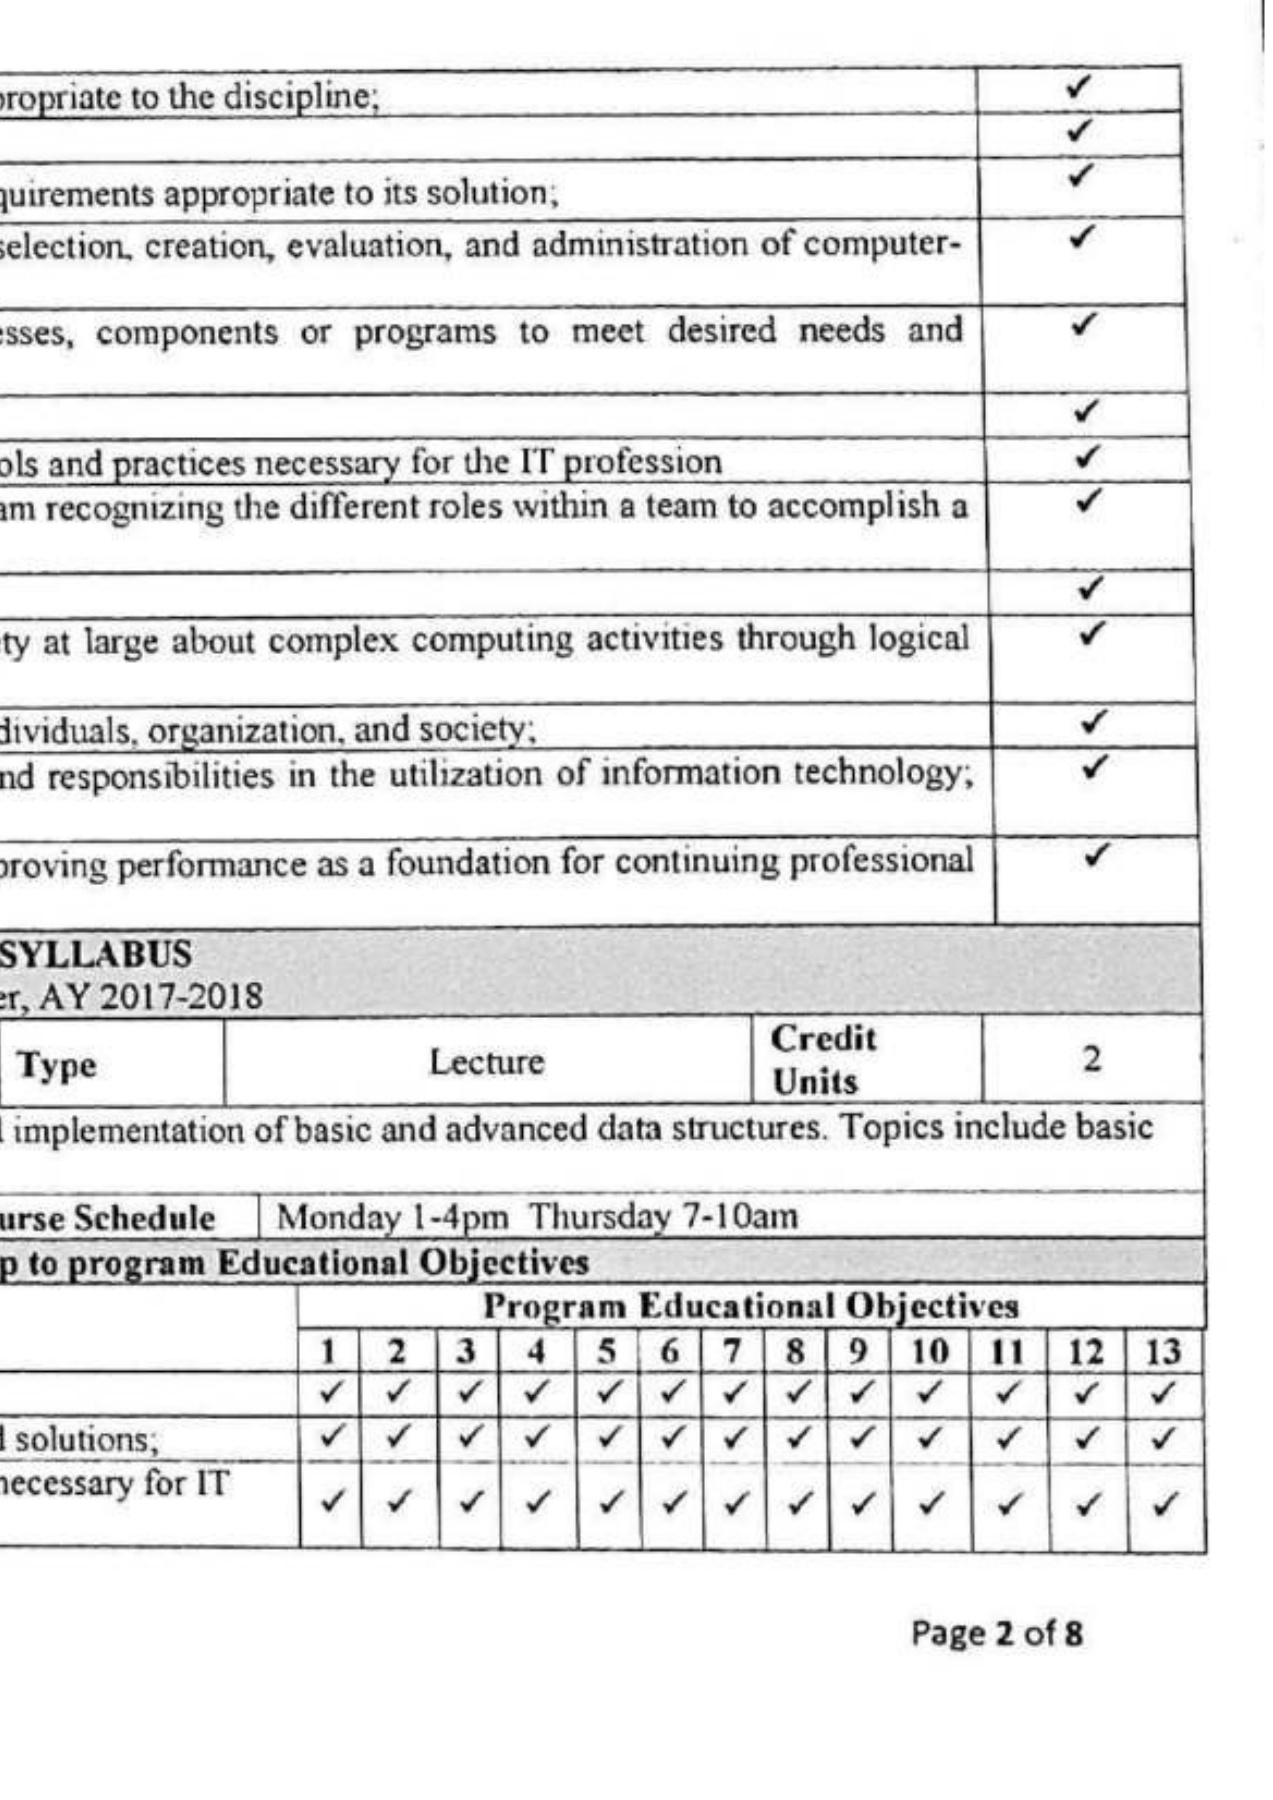 propriate to the discipline; ✓
✓
quirements appropriate to its solution; ✓
selection, creation, evaluation, and administration of computer- ✓
esses, components or programs to meet desired needs and ✓
✓
ols and practices necessary for the IT profession ✓
am recognizing the different roles within a team to accomplish a ✓
✓
ty at large about complex computing activities through logical ✓
dividuals, organization, and society; ✓
nd responsibilities in the utilization of information technology; ✓
proving performance as a foundation for continuing professional ✓
SYLLABUS
er, AY 2017-2018
Type Lecture Credit Units 2
l implementation of basic and advanced data structures. Topics include basic
urse Schedule Monday 1-4pm Thursday 7-10am
p to program Educational Objectives
Program Educational Objectives
1 2 3 4 5 6 7 8 9 10 11 12 13
✓ ✓ ✓ ✓ ✓ ✓ ✓ ✓ ✓ ✓ ✓ ✓ ✓
l solutions; ✓ ✓ ✓ ✓ ✓ ✓ ✓ ✓ ✓ ✓ ✓ ✓ ✓
necessary for IT ✓ ✓ ✓ ✓ ✓ ✓ ✓ ✓ ✓ ✓ ✓ ✓ ✓
Page 2 of 8